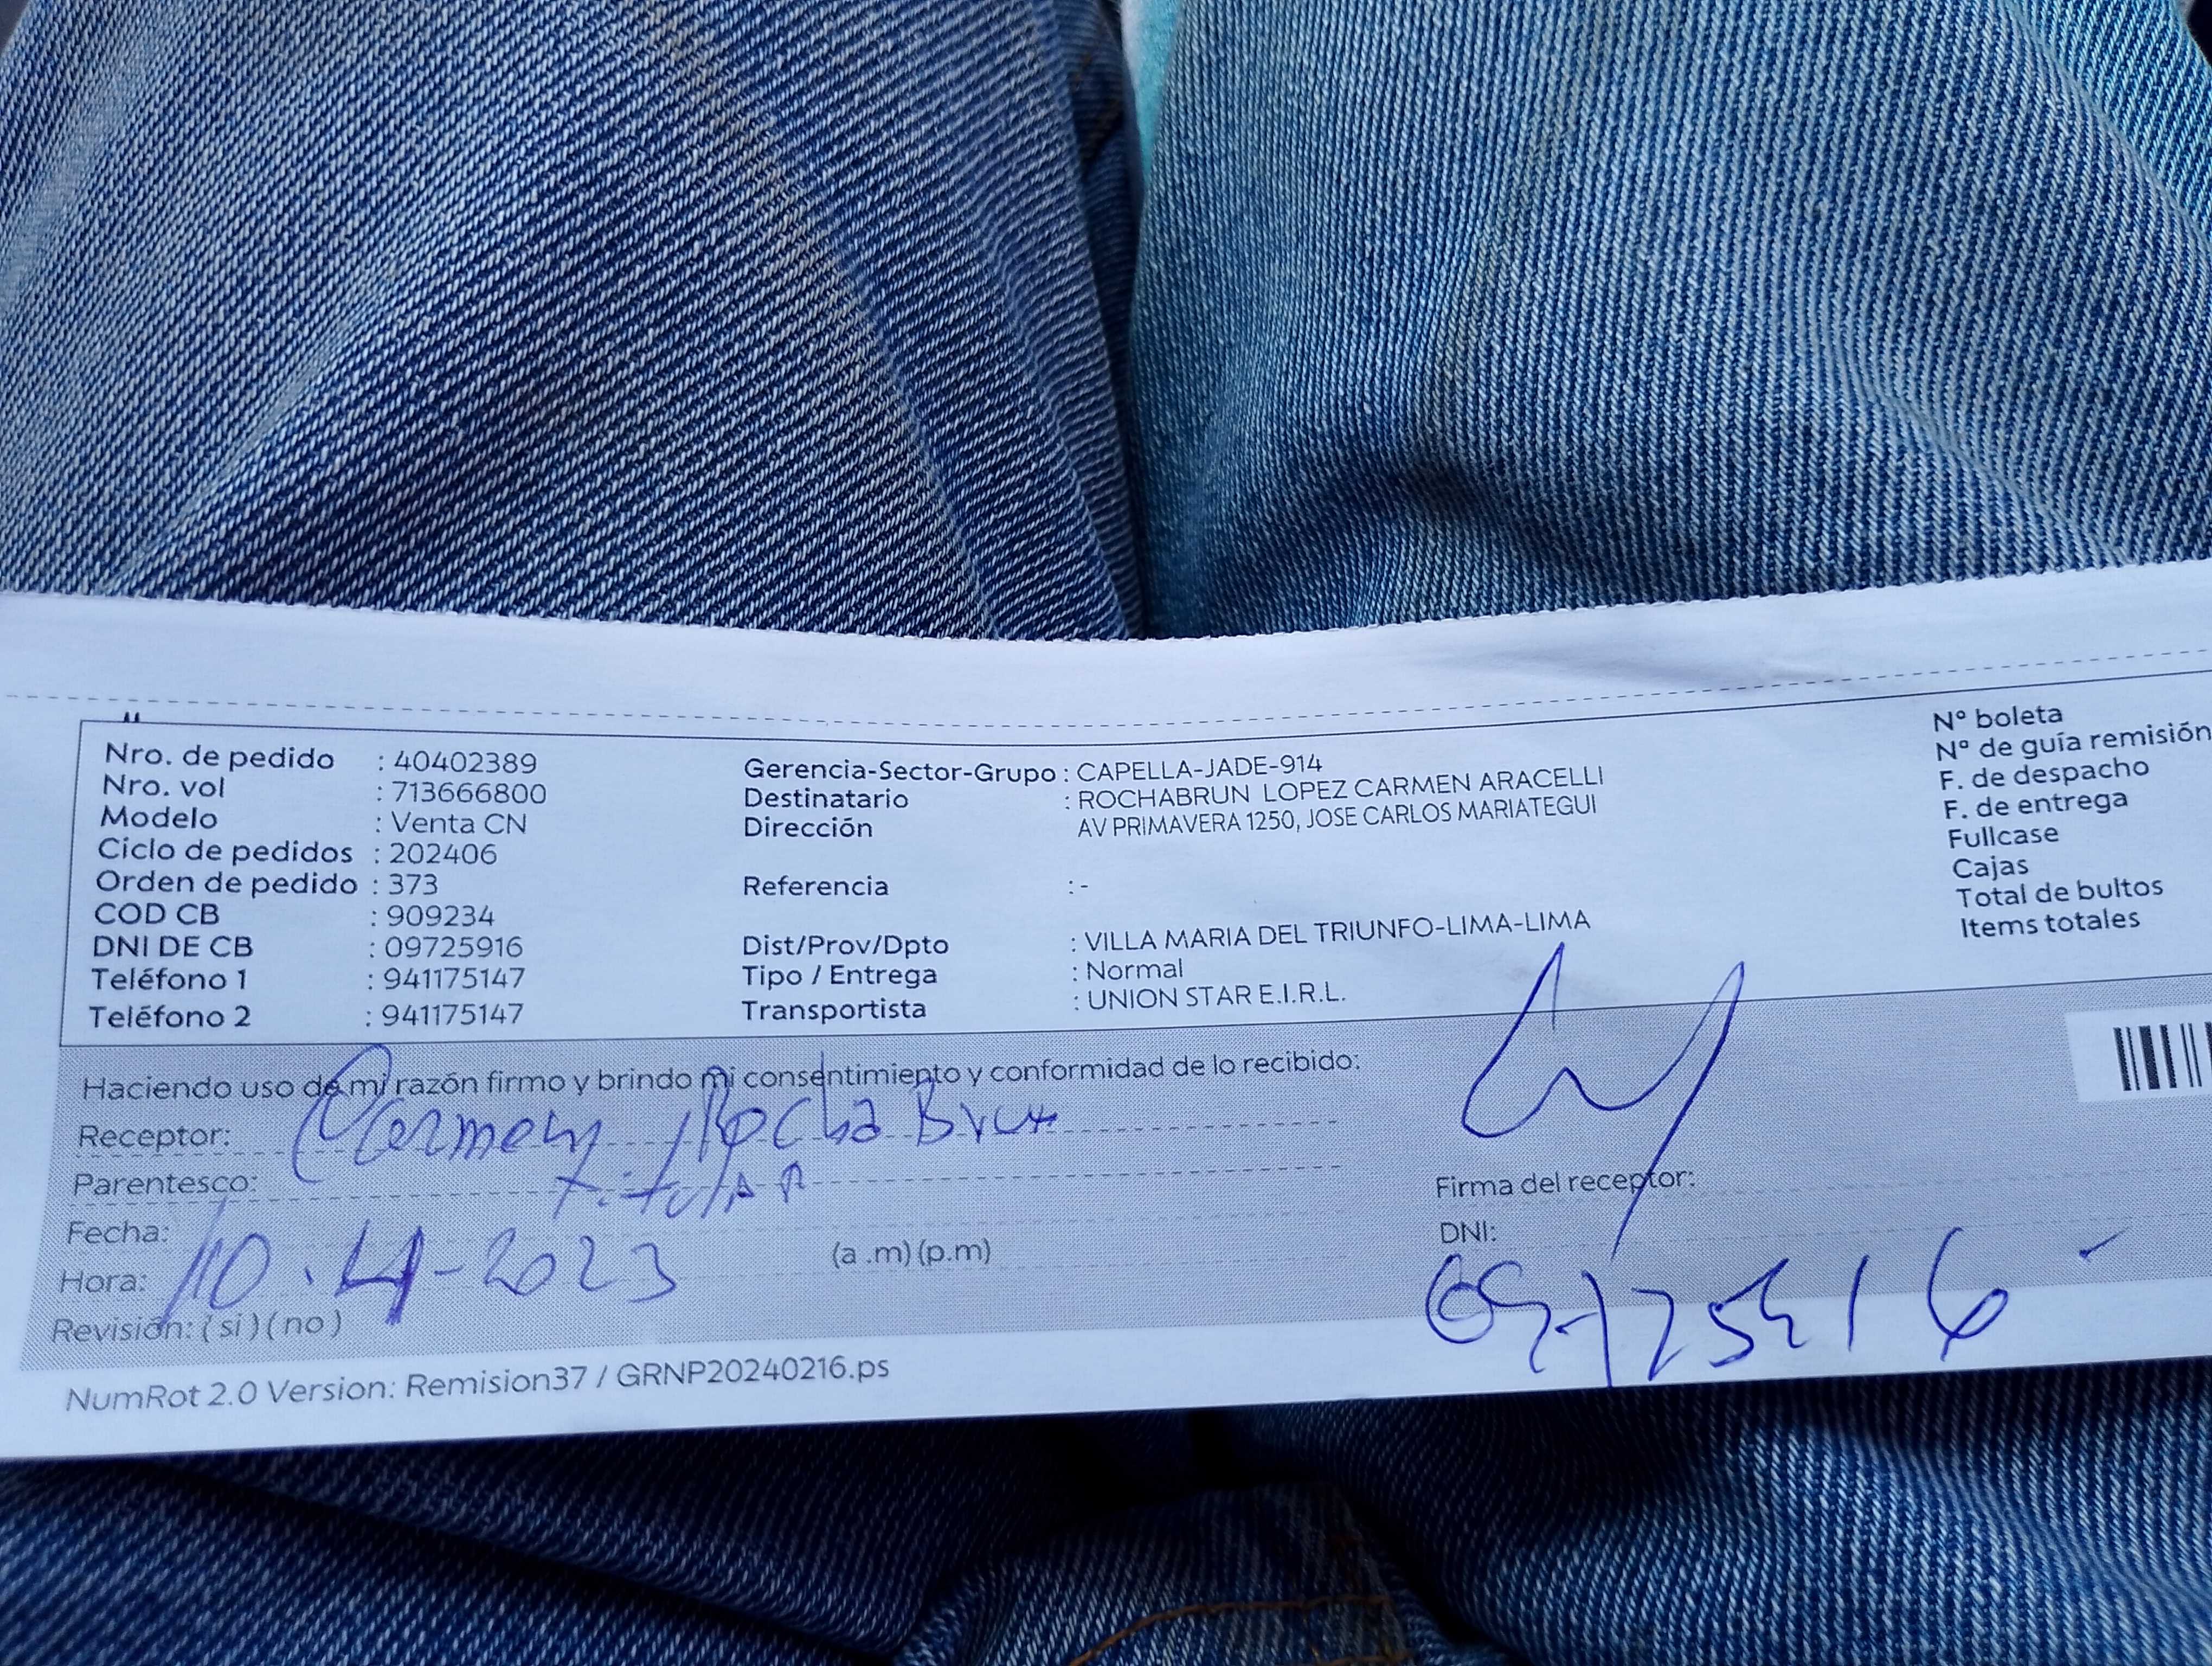 Nro. de pedido : 40402389
Nro. vol : 713666800
Modelo : Venta CN
Ciclo de pedidos : 202406
Orden de pedido : 373
COD CB : 909234
DNI DE CB : 09725916
Teléfono 1 : 941175147
Teléfono 2 : 941175147
Gerencia-Sector-Grupo : CAPELLA-JADE-914
Destinatario : ROCHABRUN LOPEZ CARMEN ARACELLI
Dirección AV PRIMAVERA 1250, JOSE CARLOS MARIATEGUI
Referencia : -
Dist/Prov/Dpto : VILLA MARIA DEL TRIUNFO-LIMA-LIMA
Tipo / Entrega : Normal
Transportista : UNION STAR E.I.R.L.
N° boleta
N° de guía remisión
F. de despacho
F. de entrega
Fullcase
Cajas
Total de bultos
Items totales
Haciendo uso de mi razón firmo y brindo mi consentimiento y conformidad de lo recibido:
Receptor: Carmen Rocha Brun
Parentesco: Titular
Fecha: 10.4-2023
Hora: (a .m) (p.m)
Revisión: ( si ) ( no )
Firma del receptor:
DNI: 09725916
NumRot 2.0 Version: Remision37 / GRNP20240216.ps